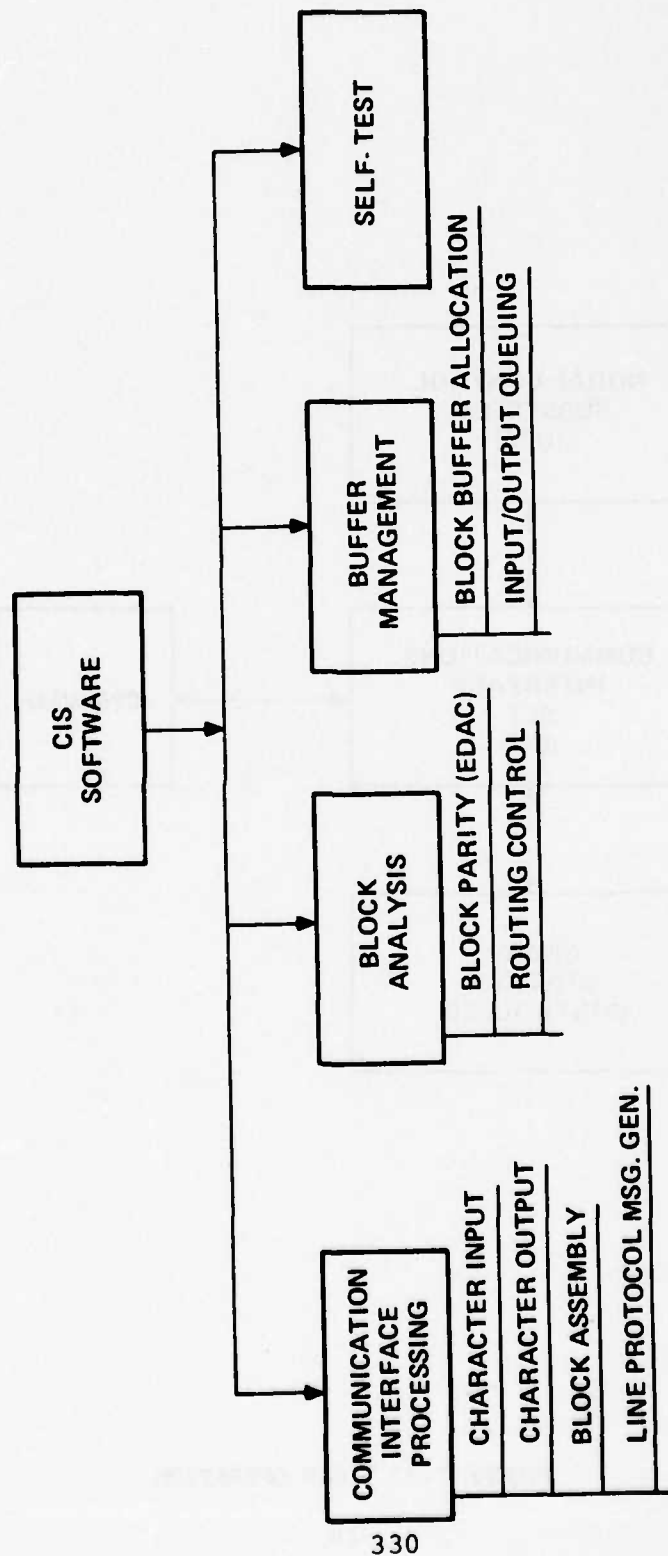 CIS
SOFTWARE
COMMUNICATION
INTERFACE
PROCESSING
CHARACTER INPUT
CHARACTER OUTPUT
BLOCK ASSEMBLY
LINE PROTOCOL MSG. GEN.
BLOCK
ANALYSIS
BLOCK PARITY (EDAC)
ROUTING CONTROL
BUFFER
MANAGEMENT
BLOCK BUFFER ALLOCATION
INPUT/OUTPUT QUEUING
SELF-TEST
330